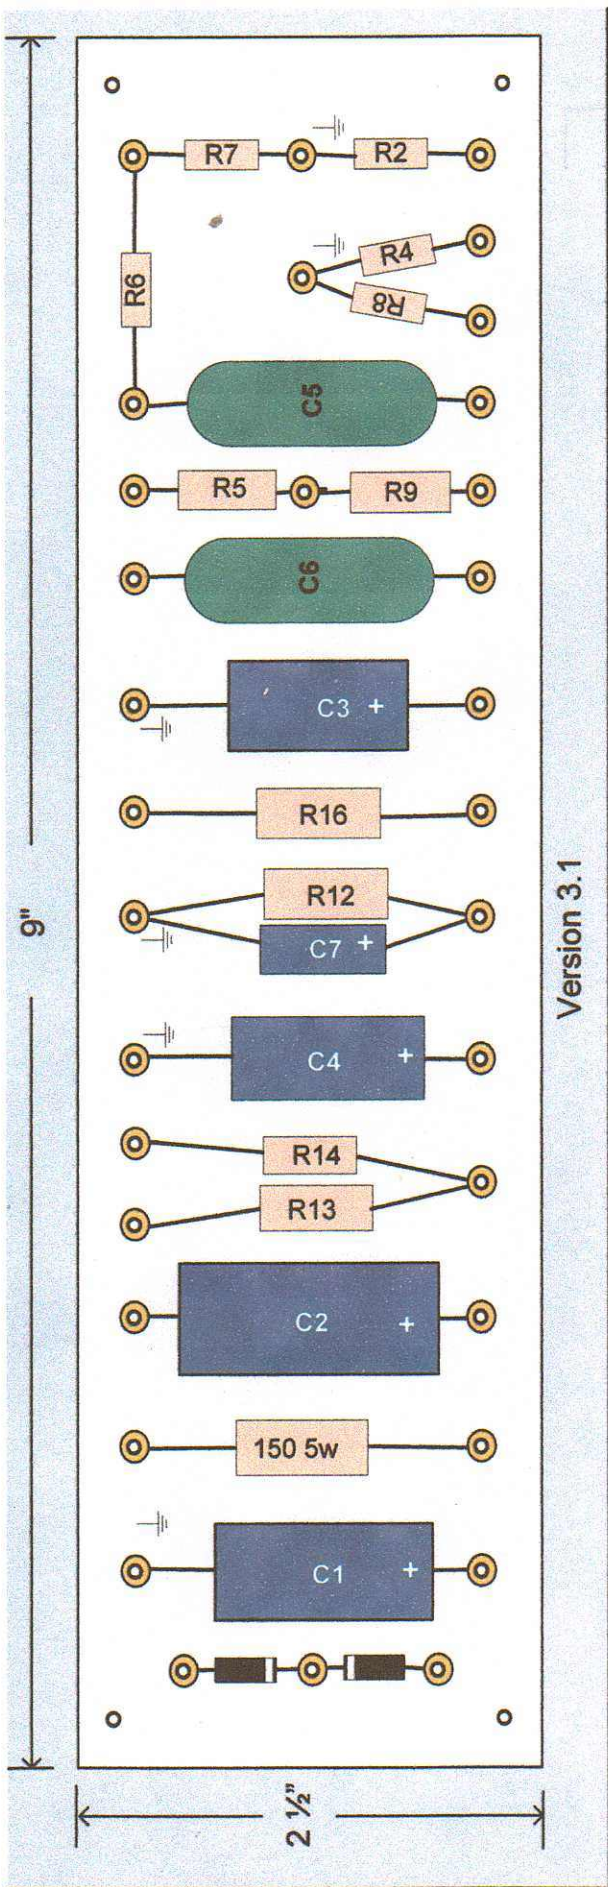 R7
R2
R6
R4
R8
C5
R5
R9
C6
C3 +
R16
R12
C7 +
C4 +
R14
R13
C2 +
150 5w
C1 +
9"
Version 3.1
2 ½"